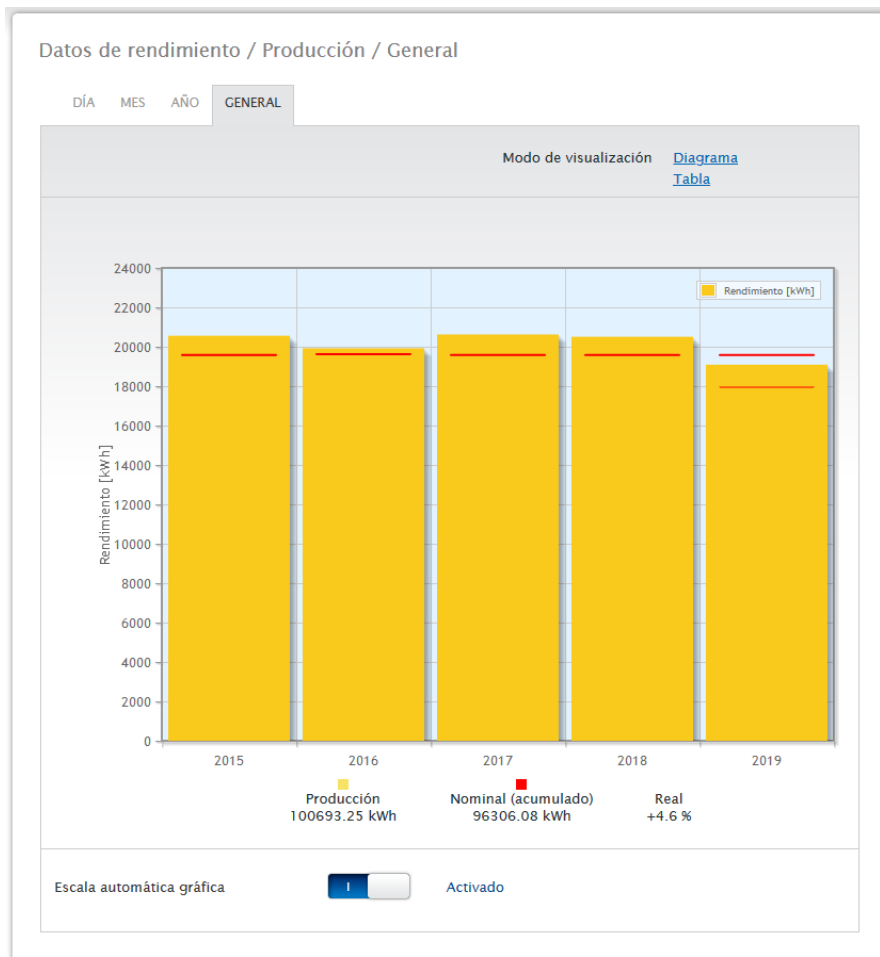 Datos de rendimiento / Producción / General
DÍA MES AÑO GENERAL
Modo de visualización Diagrama
Tabla
24000
Rendimiento [kWh]
22000
20000
18000
16000
14000
12000
10000
8000
6000
4000
2000
0
Rendimiento [kWh]
2015 2016 2017 2018 2019
Producción Nominal (acumulado) Real
100693.25 kWh 96306.08 kWh +4.6 %
Escala automática gráfica I Activado